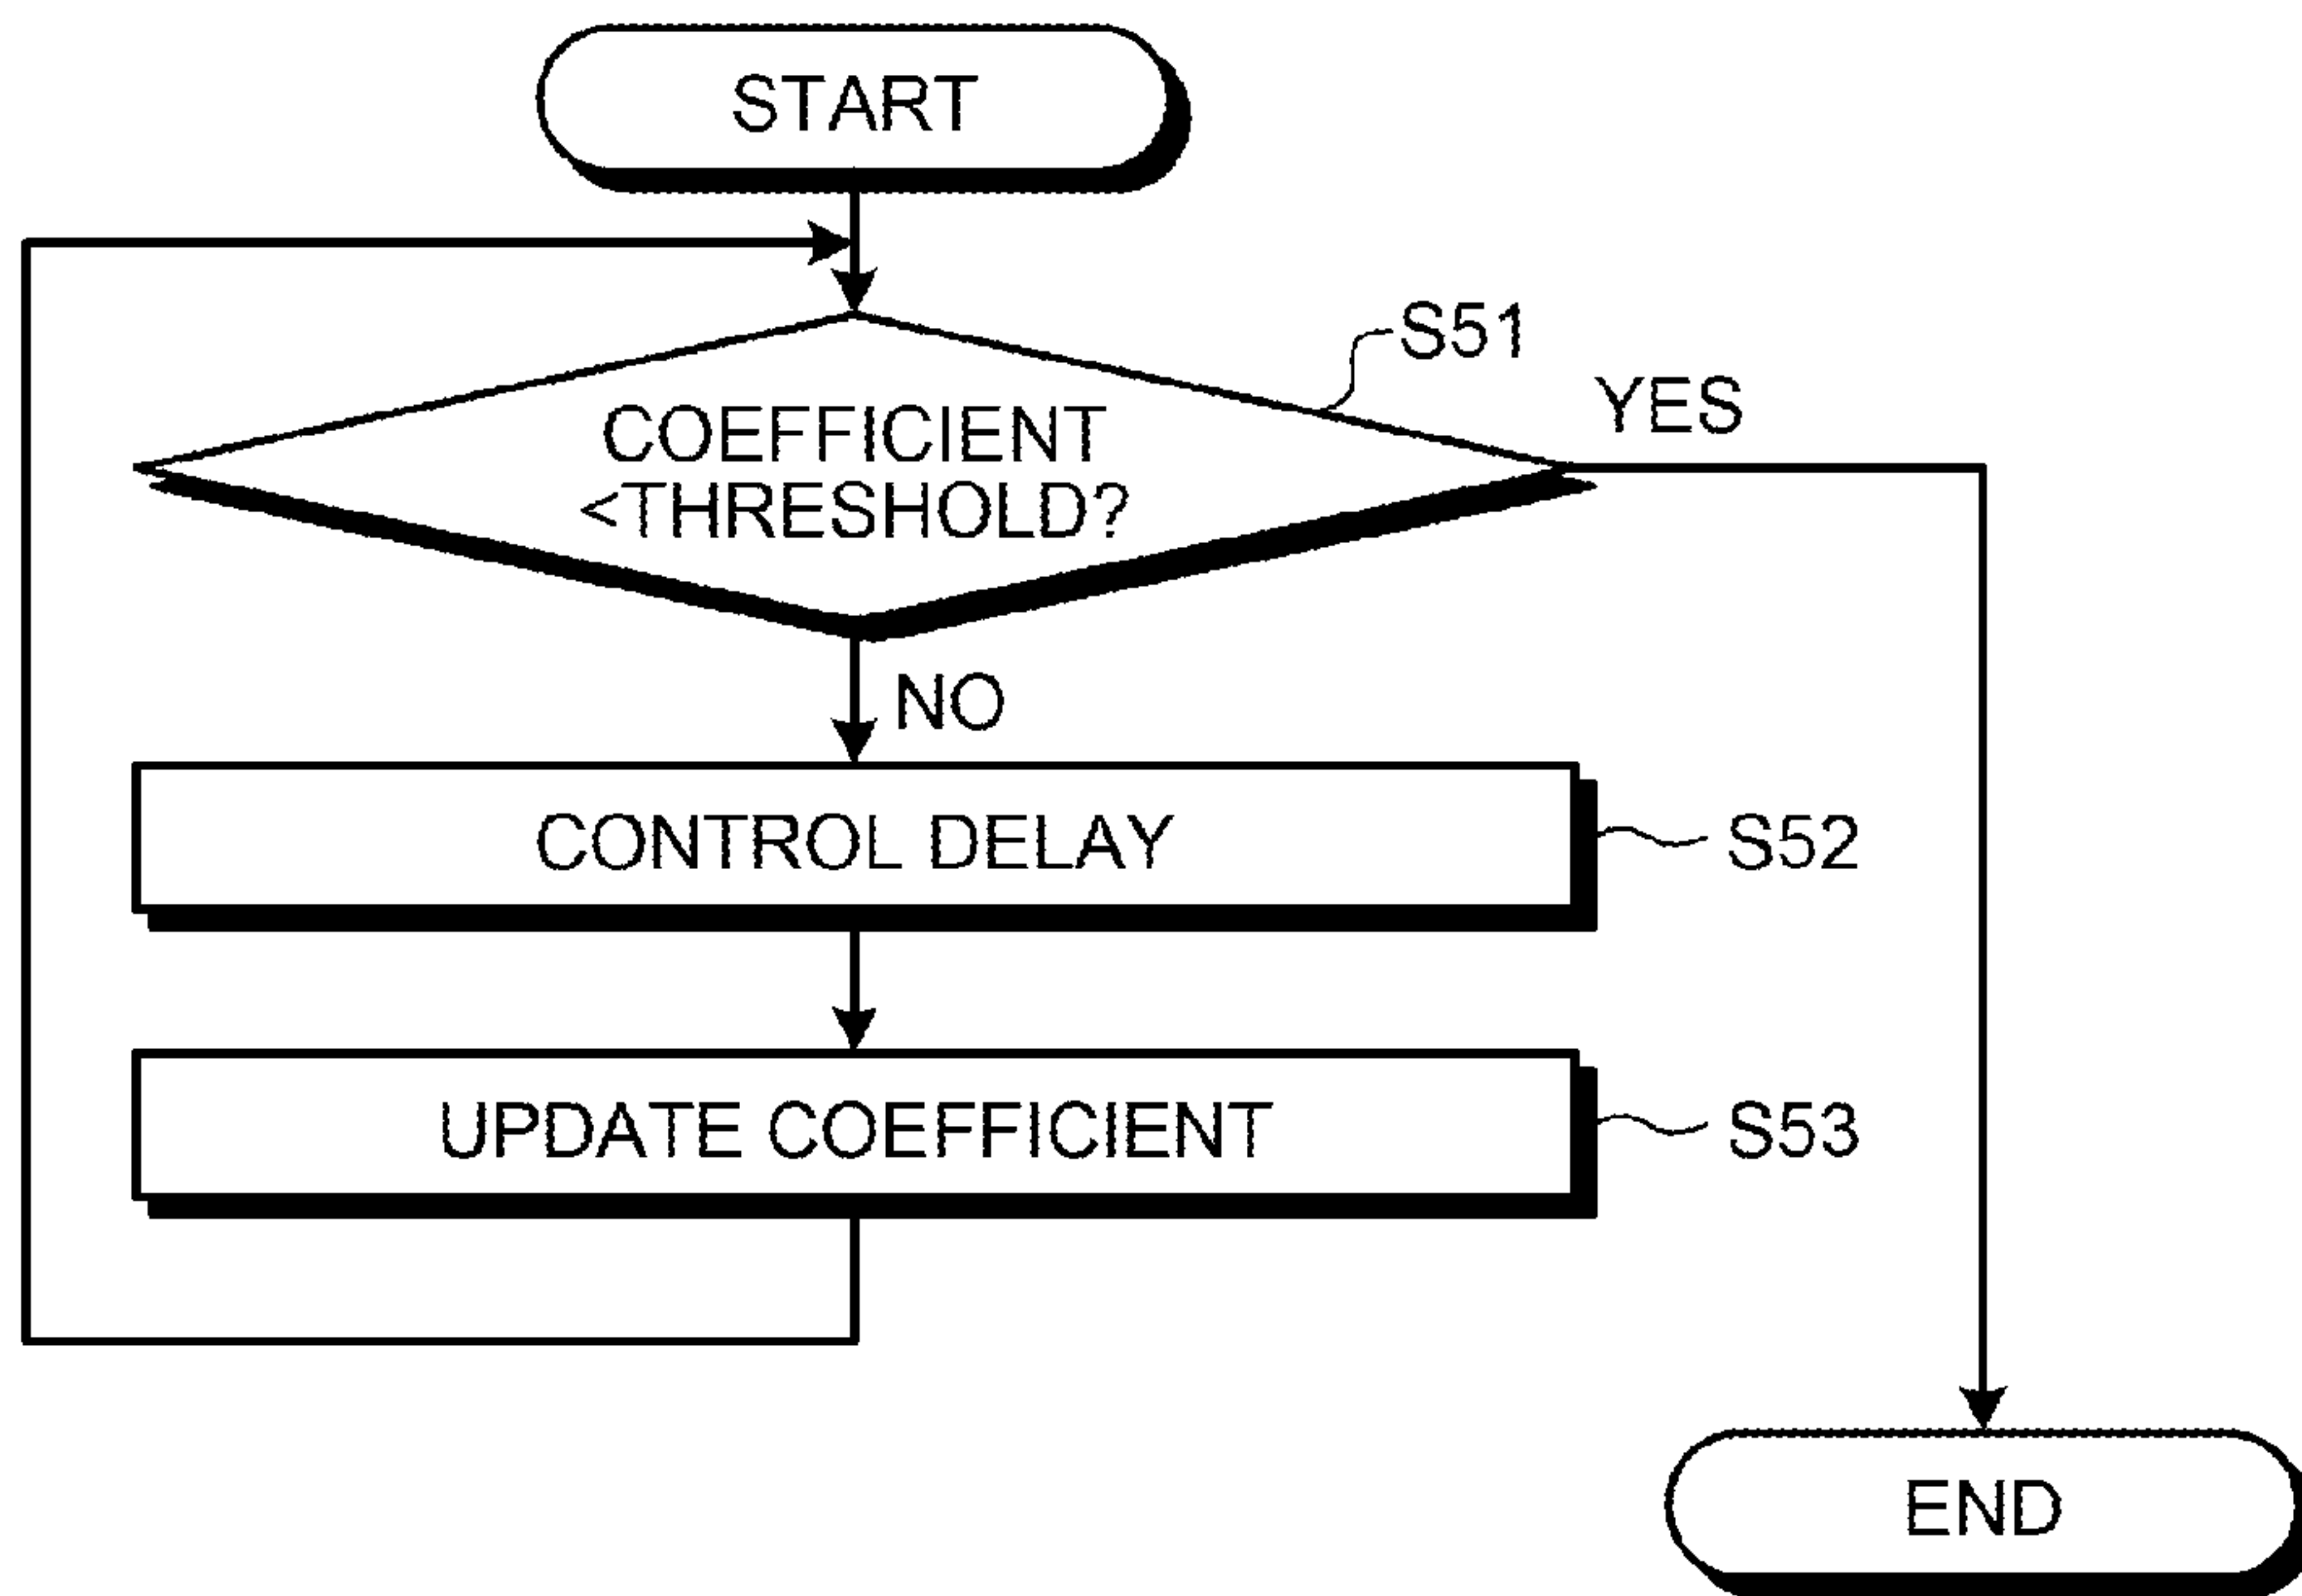 START
S51
YES
COEFFICIENT
<THRESHOLD?
NO
CONTROL DELAY
S52
UPDATE COEFFICIENT
S53
END